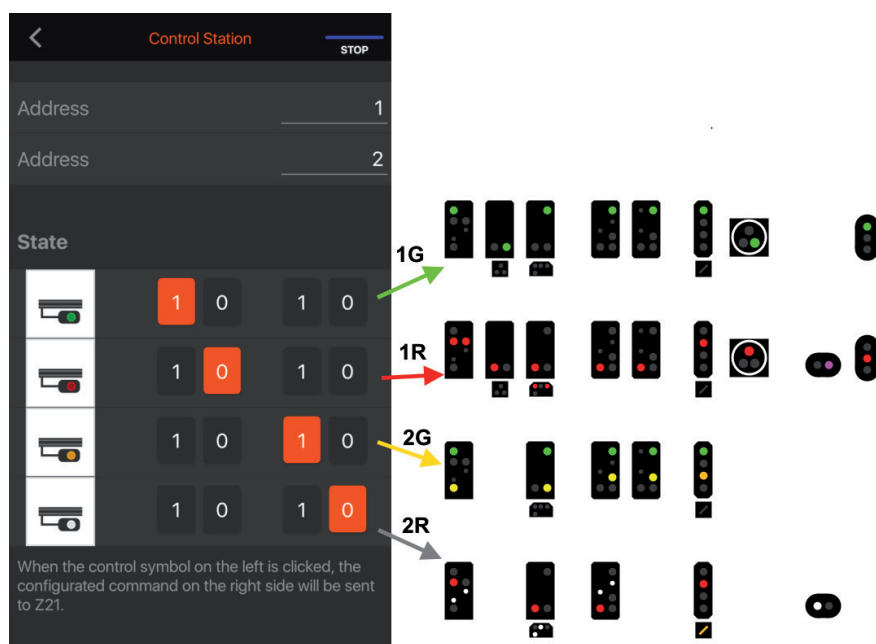 Control Station
STOP
Address 1
Address 2
State
1 0 1 0
1G
1 0 1 0
1R
1 0 1 0
2G
1 0 1 0
2R
When the control symbol on the left is clicked, the
configurated command on the right side will be sent
to Z21.